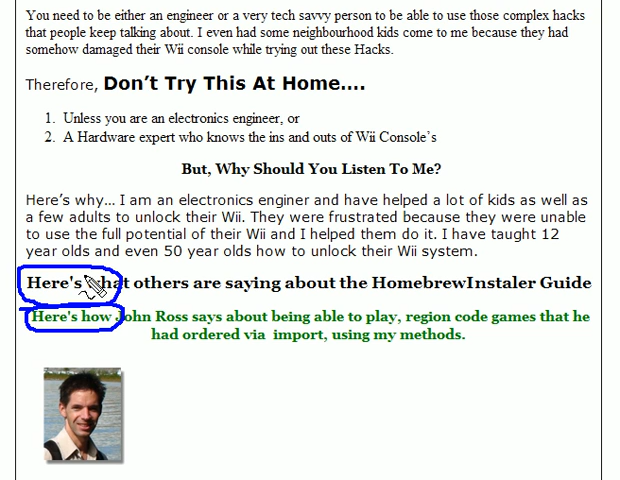 You need to be either an engineer or a very tech savvy person to be able to use those complex hacks
that people keep talking about. I even had some neighbourhood kids come to me because they had
somehow damaged their Wii console while trying out these Hacks.
Therefore, Don't Try This At Home....
1. Unless you are an electronics engineer, or
2. A Hardware expert who knows the ins and outs of Wii Console's
But, Why Should You Listen To Me?
Here's why... I am an electronics enginer and have helped a lot of kids as well as
a few adults to unlock their Wii. They were frustrated because they were unable
to use the full potential of their Wii and I helped them do it. I have taught 12
year olds and even 50 year olds how to unlock their Wii system.
Here's what others are saying about the HomebrewInstaler Guide
Here's how John Ross says about being able to play, region code games that he
had ordered via import, using my methods.